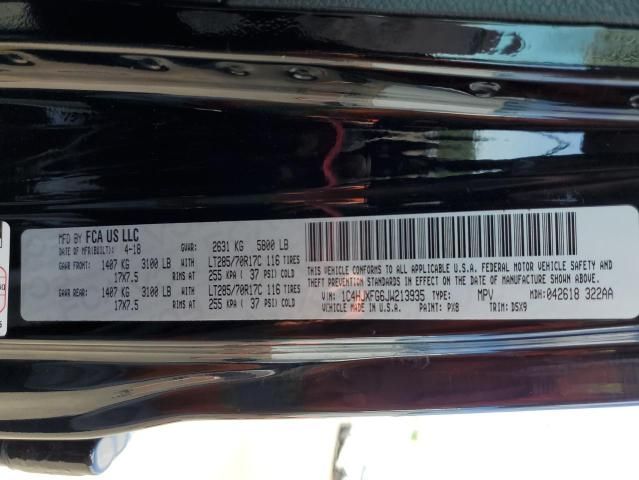 MFD BY FCA US LLC
DATE OF MFR(BUILT): 4-18 GVWR: 2631 KG 5800 LB
GAWR FRONT: 1407 KG 3100 LB WITH LT285/70R17C 116 TIRES
17X7.5 RIMS AT 255 KPA ( 37 PSI) COLD
GAWR REAR: 1407 KG 3100 LB WITH LT285/70R17C 116 TIRES
17X7.5 RIMS AT 255 KPA ( 37 PSI) COLD
THIS VEHICLE CONFORMS TO ALL APPLICABLE U.S.A. FEDERAL MOTOR VEHICLE SAFETY,
BUMPER, AND THEFT PREVENTION STANDARDS IN EFFECT ON THE DATE OF MANUFACTURE SHOWN ABOVE.
VIN: 1C4HJXFG6JW213935 TYPE: MPV MDH: 042618 322AA
VEHICLE MADE IN U.S.A. PAINT: PX8 TRIM: D5X9